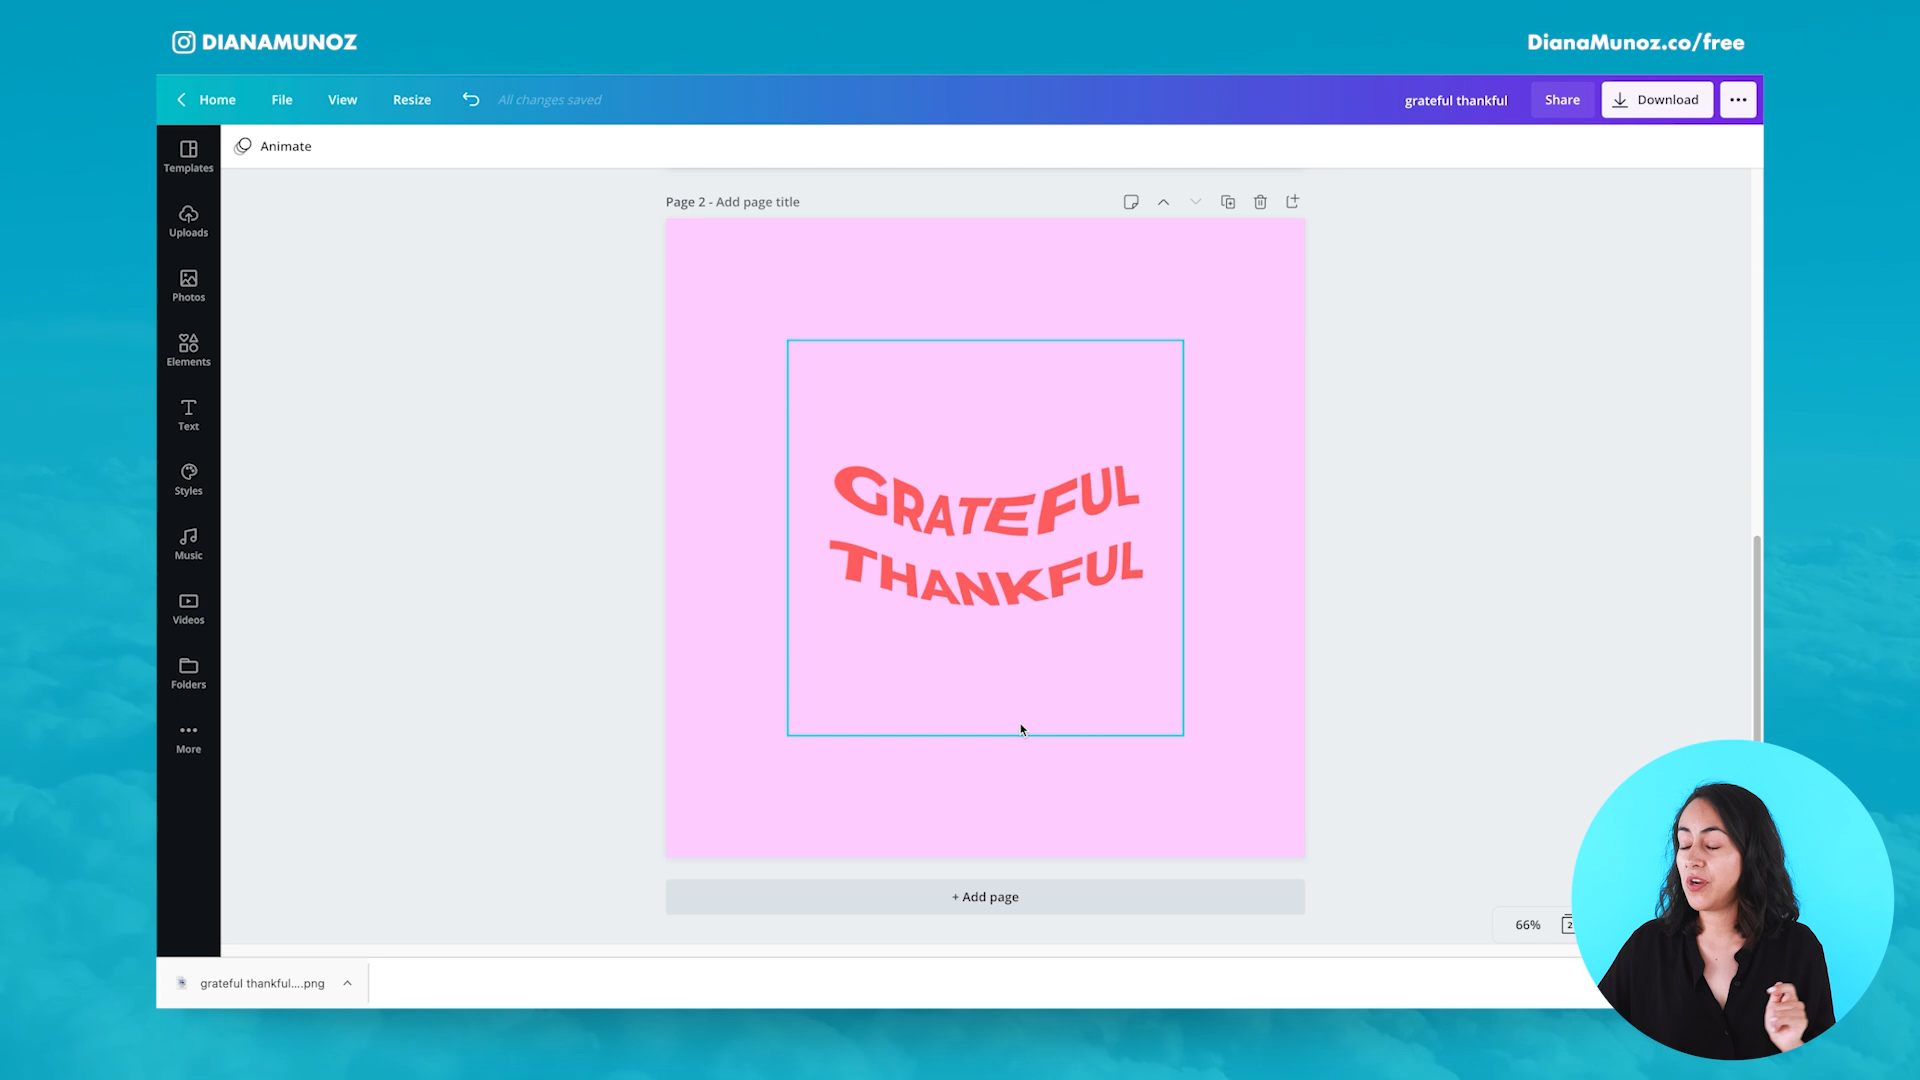 DIANAMUNOZ
DianaMunoz.co/free
Home File View Resize All changes saved grateful thankful Share Download
Animate
Templates
Uploads
Photos
Elements
Text
Styles
Music
Videos
Folders
More
Page 2 - Add page title
GRATEFUL
THANKFUL
+ Add page
66% 2
grateful thankful....png